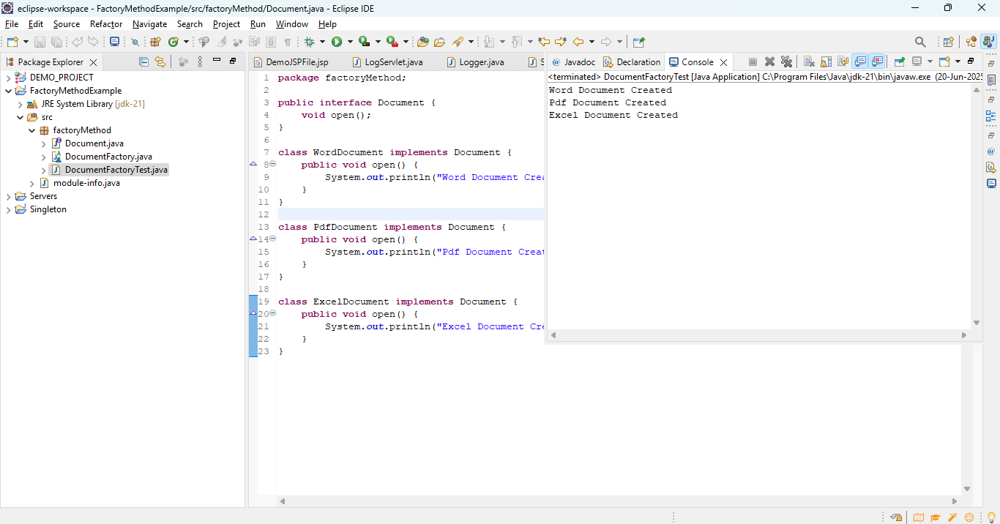 eclipse-workspace - FactoryMethodExample/src/factoryMethod/Document.java - Eclipse IDE
File Edit Source Refactor Navigate Search Project Run Window Help
Package Explorer
DEMO_PROJECT
FactoryMethodExample
JRE System Library [jdk-21]
src
factoryMethod
Document.java
DocumentFactory.java
DocumentFactoryTest.java
module-info.java
Servers
Singleton
DemoJSPFile.jsp LogServlet.java Logger.java S
1 package factoryMethod;
2
3 public interface Document {
4 void open();
5 }
6
7 class WordDocument implements Document {
8 public void open() {
9 System.out.println("Word Document Crea
10 }
11 }
12
13 class PdfDocument implements Document {
14 public void open() {
15 System.out.println("Pdf Document Creat
16 }
17 }
18
19 class ExcelDocument implements Document {
20 public void open() {
21 System.out.println("Excel Document Cre
22 }
23 }
@ Javadoc Declaration Console
<terminated> DocumentFactoryTest [Java Application] C:\Program Files\Java\jdk-21\bin\javaw.exe (20-Jun-2025
Word Document Created
Pdf Document Created
Excel Document Created